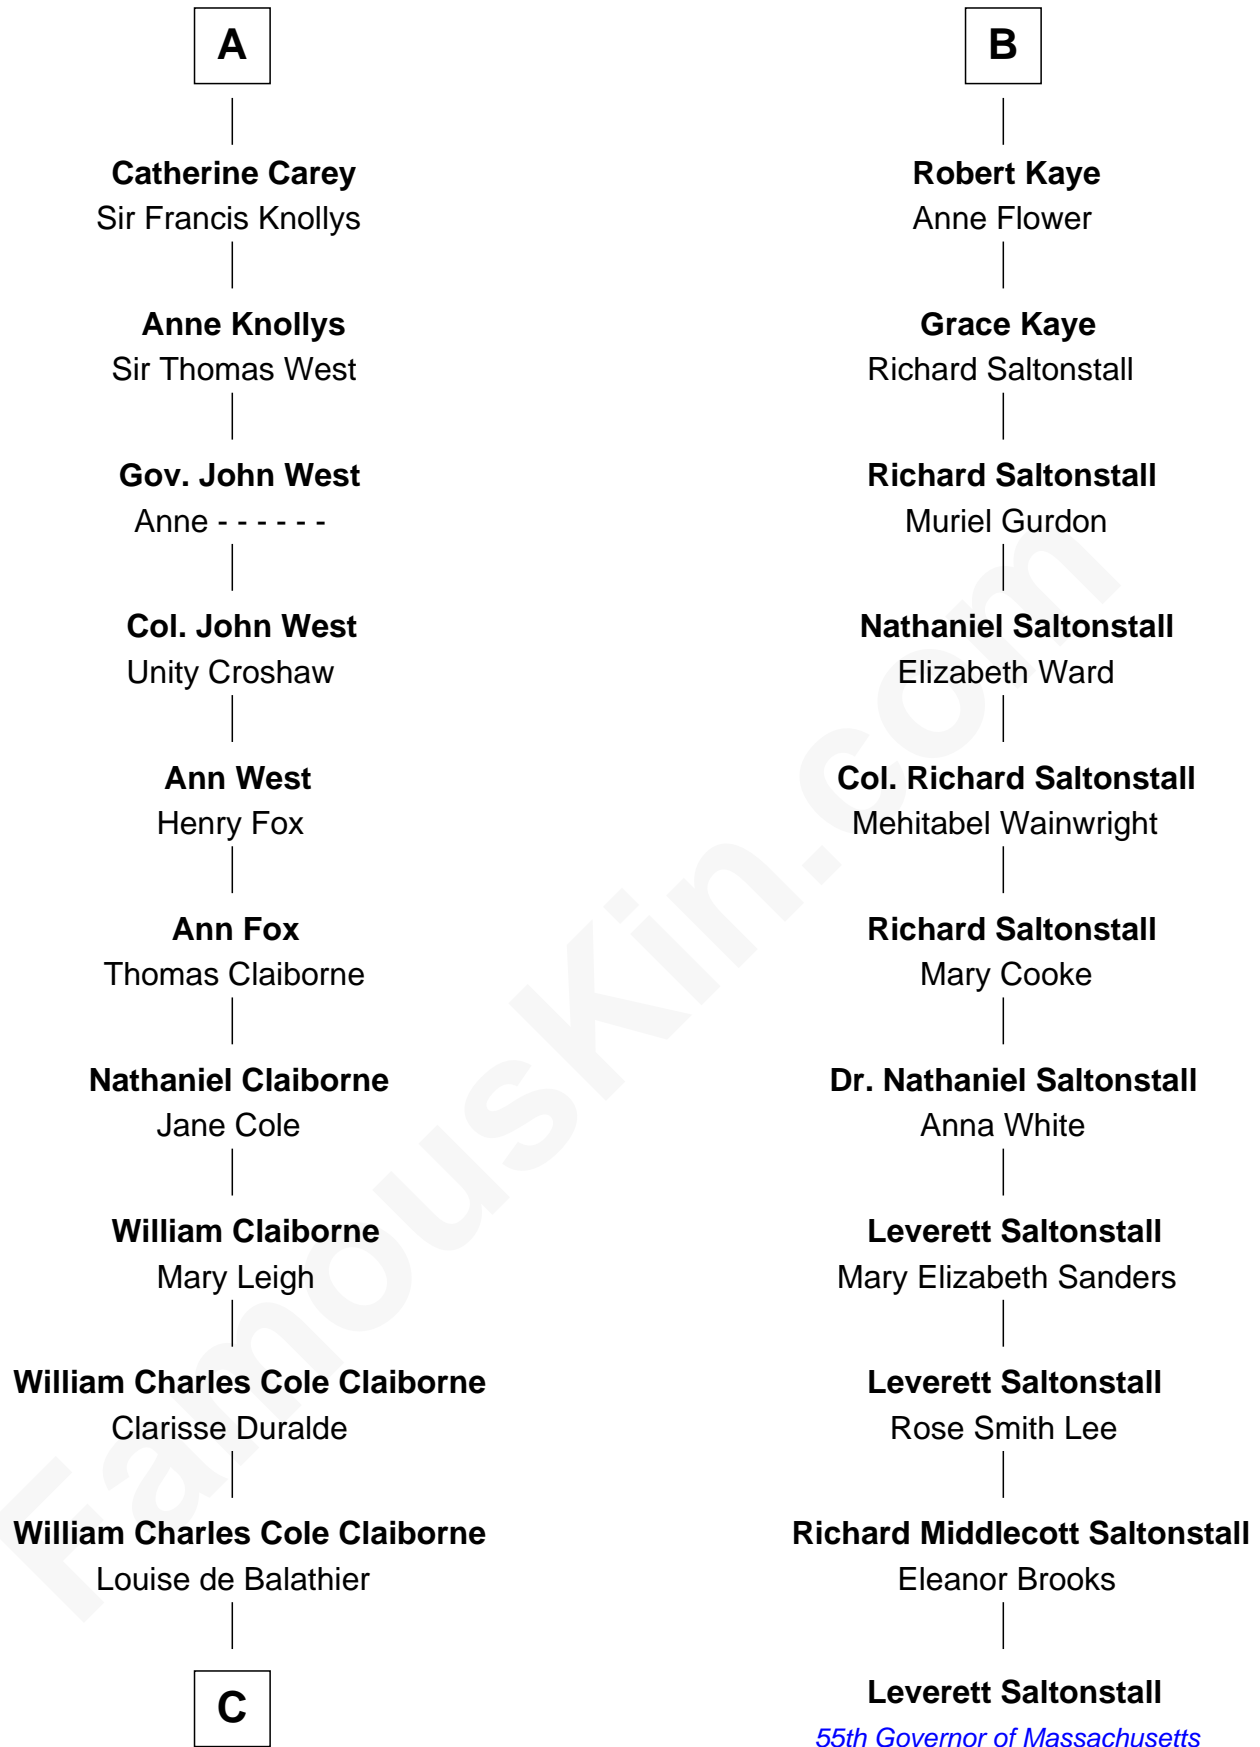 A
Catherine Carey
Sir Francis Knollys
Anne Knollys
Sir Thomas West
Gov. John West
Anne - - - - - -
Col. John West
Unity Croshaw
Ann West
Henry Fox
Ann Fox
Thomas Claiborne
Nathaniel Claiborne
Jane Cole
William Claiborne
Mary Leigh
William Charles Cole Claiborne
Clarisse Duralde
William Charles Cole Claiborne
Louise de Balathier
C
B
Robert Kaye
Anne Flower
Grace Kaye
Richard Saltonstall
Richard Saltonstall
Muriel Gurdon
Nathaniel Saltonstall
Elizabeth Ward
Col. Richard Saltonstall
Mehitabel Wainwright
Richard Saltonstall
Mary Cooke
Dr. Nathaniel Saltonstall
Anna White
Leverett Saltonstall
Mary Elizabeth Sanders
Leverett Saltonstall
Rose Smith Lee
Richard Middlecott Saltonstall
Eleanor Brooks
Leverett Saltonstall
55th Governor of Massachusetts
FamousKin.com